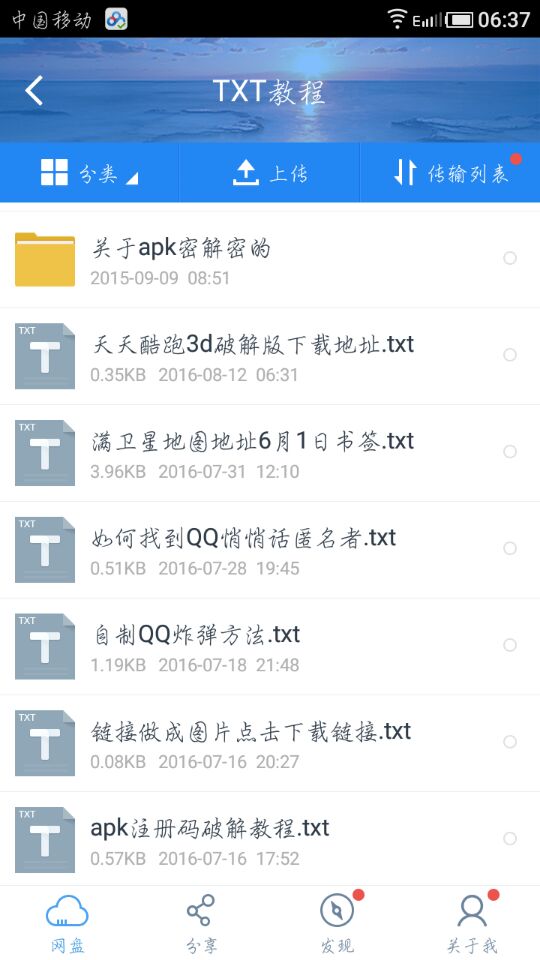 中国移动 E 06:37
TXT教程
分类 上传 传输列表
关于apk密解密的
2015-09-09 08:51
TXT
天天酷跑3d破解版下载地址.txt
0.35KB 2016-08-12 06:31
TXT
满卫星地图地址6月1日书签.txt
3.96KB 2016-07-31 12:10
TXT
如何找到QQ悄悄话匿名者.txt
0.51KB 2016-07-28 19:45
TXT
自制QQ炸弹方法.txt
1.19KB 2016-07-18 21:48
TXT
链接做成图片点击下载链接.txt
0.08KB 2016-07-16 20:27
TXT
apk注册码破解教程.txt
0.57KB 2016-07-16 17:52
网盘 分享 发现 关于我